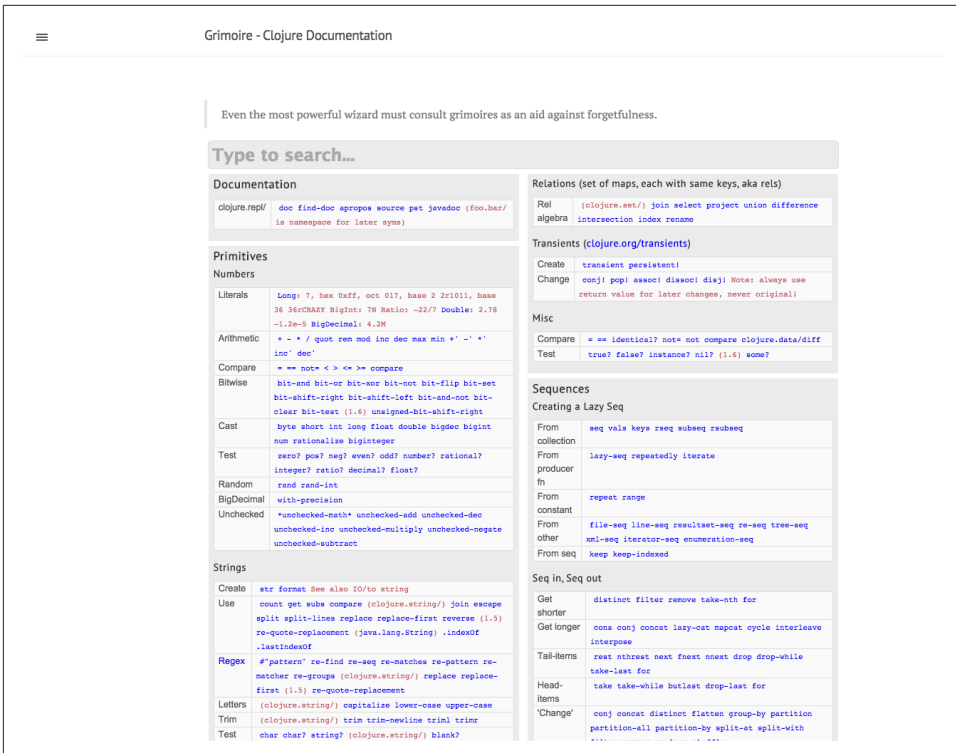 Grimoire - Clojure Documentation
Even the most powerful wizard must consult grimoires as an aid against forgetfulness.
Type to search...
Documentation
clojure.repl/ doc find-doc apropos source pst javadoc (foo.bar/
is namespace for later syms)
Primitives
Numbers
Literals Long: 7, hex 0xff, oct 017, base 2 2r1011, base
36 36rCRAZY BigInt: 7N Ratio: -22/7 Double: 2.78
-1.2e-5 BigDecimal: 4.2M
Arithmetic + - * / quot rem mod inc dec max min +' -' *'
inc' dec'
Compare = == not= < > <= >= compare
Bitwise bit-and bit-or bit-xor bit-not bit-flip bit-set
bit-shift-right bit-shift-left bit-and-not bit-
clear bit-test (1.6) unsigned-bit-shift-right
Cast byte short int long float double bigdec bigint
num rationalize biginteger
Test zero? pos? neg? even? odd? number? rational?
integer? ratio? decimal? float?
Random rand rand-int
BigDecimal with-precision
Unchecked *unchecked-math* unchecked-add unchecked-dec
unchecked-inc unchecked-multiply unchecked-negate
unchecked-subtract
Strings
Create str format See also IO/to string
Use count get subs compare (clojure.string/) join escape
split split-lines replace replace-first reverse (1.5)
re-quote-replacement (java.lang.String) .indexOf
.lastIndexOf
Regex #"pattern" re-find re-seq re-matches re-pattern re-
matcher re-groups (clojure.string/) replace replace-
first (1.5) re-quote-replacement
Letters (clojure.string/) capitalize lower-case upper-case
Trim (clojure.string/) trim trim-newline triml trimr
Test char char? string? (clojure.string/) blank?
Relations (set of maps, each with same keys, aka rels)
Rel (clojure.set/) join select project union difference
algebra intersection index rename
Transients (clojure.org/transients)
Create transient persistent!
Change conj! pop! assoc! dissoc! disj! Note: always use
return value for later changes, never original!
Misc
Compare = == identical? not= not compare clojure.data/diff
Test true? false? instance? nil? (1.6) some?
Sequences
Creating a Lazy Seq
From seq vals keys rseq subseq rsubseq
collection
From lazy-seq repeatedly iterate
producer
fn
From repeat range
constant
From file-seq line-seq resultset-seq re-seq tree-seq
other xml-seq iterator-seq enumeration-seq
From seq keep keep-indexed
Seq in, Seq out
Get distinct filter remove take-nth for
shorter
Get longer cons conj concat lazy-cat mapcat cycle interleave
interpose
Tail-items rest nthrest next fnext nnext drop drop-while
take-last for
Head- take take-while butlast drop-last for
items
'Change' conj concat distinct flatten group-by partition
partition-all partition-by split-at split-with